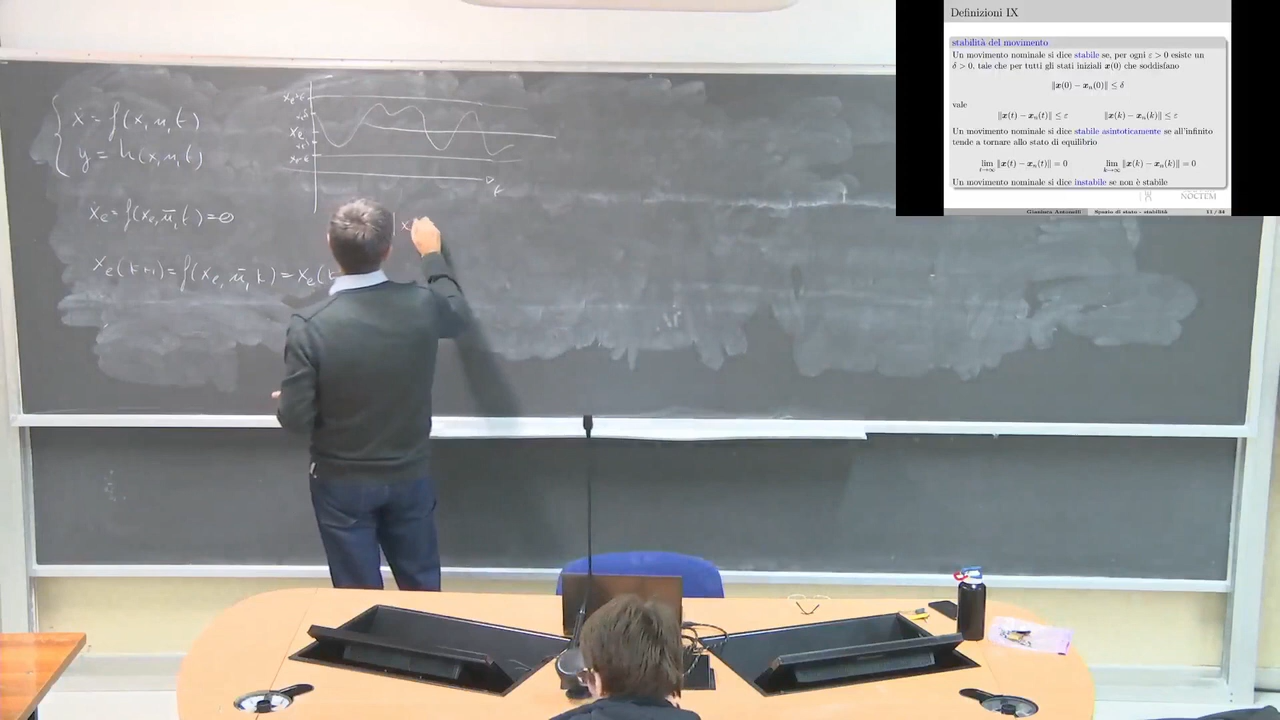 ẋ = f(x, u, t)
y = h(x, u, t)
ẋe = f(xe, ū, t) = 0
xe(k+1) = f(xe, ū, k) = xe(k
xe+ε
xe
xe-ε
t
x
Definizioni IX
stabilità del movimento
Un movimento nominale si dice stabile se, per ogni ε > 0 esiste un
δ > 0. tale che per tutti gli stati iniziali x(0) che soddisfano
‖x(0) − xn(0)‖ ≤ δ
vale
‖x(t) − xn(t)‖ ≤ ε ‖x(k) − xn(k)‖ ≤ ε
Un movimento nominale si dice stabile asintoticamente se all'infinito
tende a tornare allo stato di equilibrio
lim t→∞ ‖x(t) − xn(t)‖ = 0 lim k→∞ ‖x(k) − xn(k)‖ = 0
Un movimento nominale si dice instabile se non è stabile
NOCTEM
Gianluca Antonelli Spazio di stato - stabilità 11 / 34